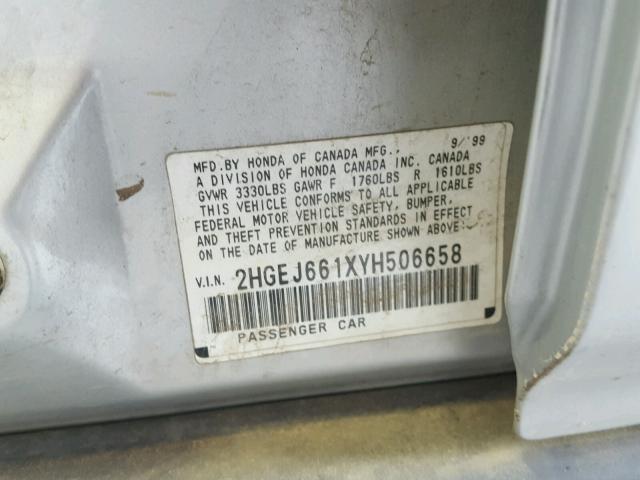 9/'99
MFD.BY HONDA OF CANADA MFG.,
A DIVISION OF HONDA CANADA INC. CANADA
GVWR 3330LBS GAWR F 1760LBS R 1610LBS
THIS VEHICLE CONFORMS TO ALL APPLICABLE
FEDERAL MOTOR VEHICLE SAFETY, BUMPER,
AND THEFT PREVENTION STANDARDS IN EFFECT
ON THE DATE OF MANUFACTURE SHOWN ABOVE.
V.I.N. 2HGEJ661XYH506658
PASSENGER CAR